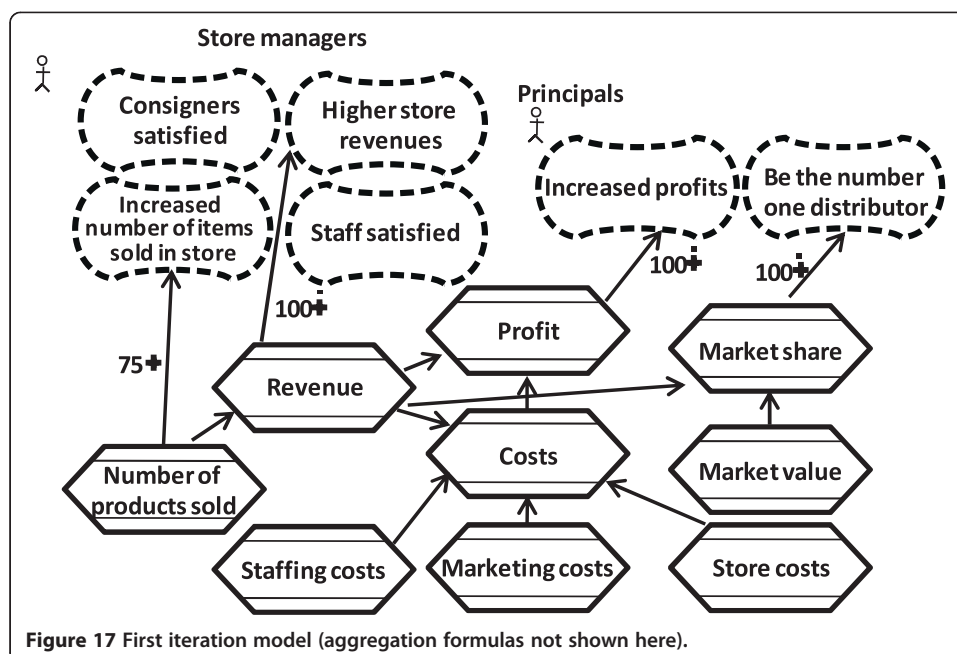 Store managers
Consigners
satisfied
Higher store
revenues
Principals
Increased
number of items
sold in store
Staff satisfied
Increased profits
Be the number
one distributor
75+
100+
100+
100+
Profit
Market share
Revenue
Costs
Market value
Number of
products sold
Staffing costs
Marketing costs
Store costs
Figure 17 First iteration model (aggregation formulas not shown here).